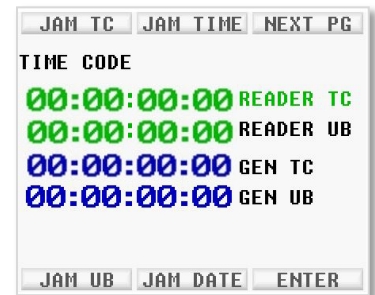 JAM TC JAM TIME NEXT PG
TIME CODE
00:00:00:00 READER TC
00:00:00:00 READER UB
00:00:00:00 GEN TC
00:00:00:00 GEN UB
JAM UB JAM DATE ENTER